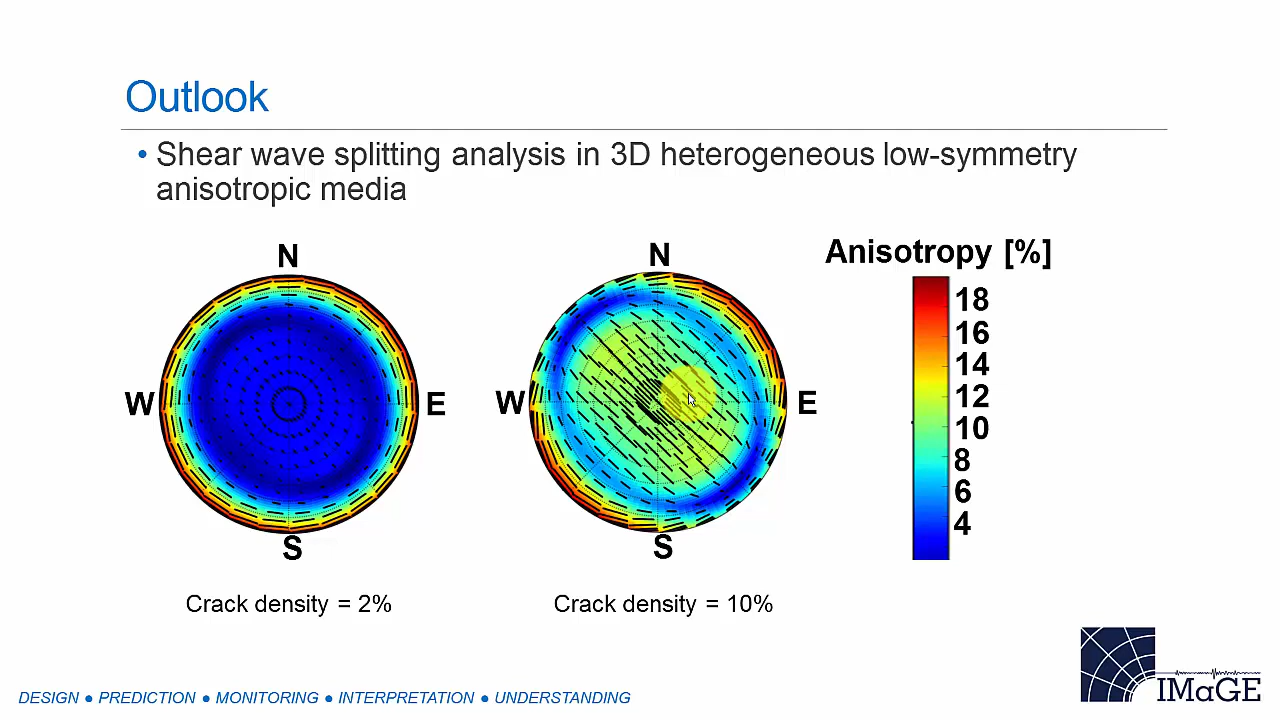 Outlook
• Shear wave splitting analysis in 3D heterogeneous low-symmetry
anisotropic media
N
W
E
S
Crack density = 2%
N
W
E
S
Crack density = 10%
Anisotropy [%]
18
16
14
12
10
8
6
4
DESIGN ● PREDICTION ● MONITORING ● INTERPRETATION ● UNDERSTANDING
IMaGE